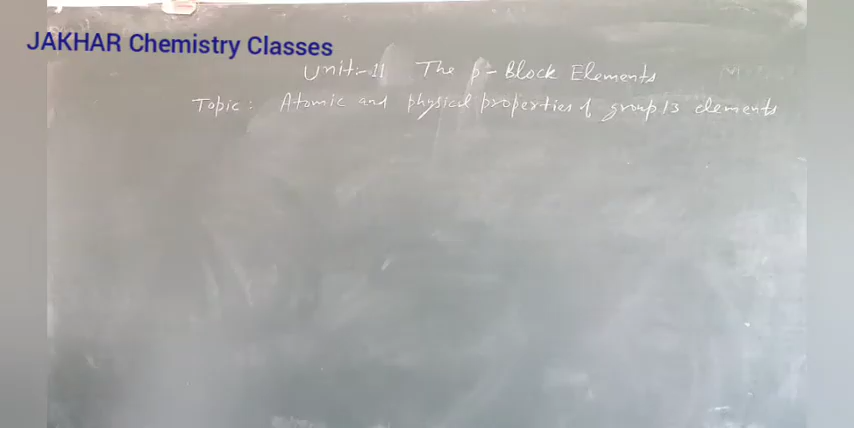 JAKHAR Chemistry Classes
Unit-11 The p-Block Elements
Topic: Atomic and physical properties of group 13 elements